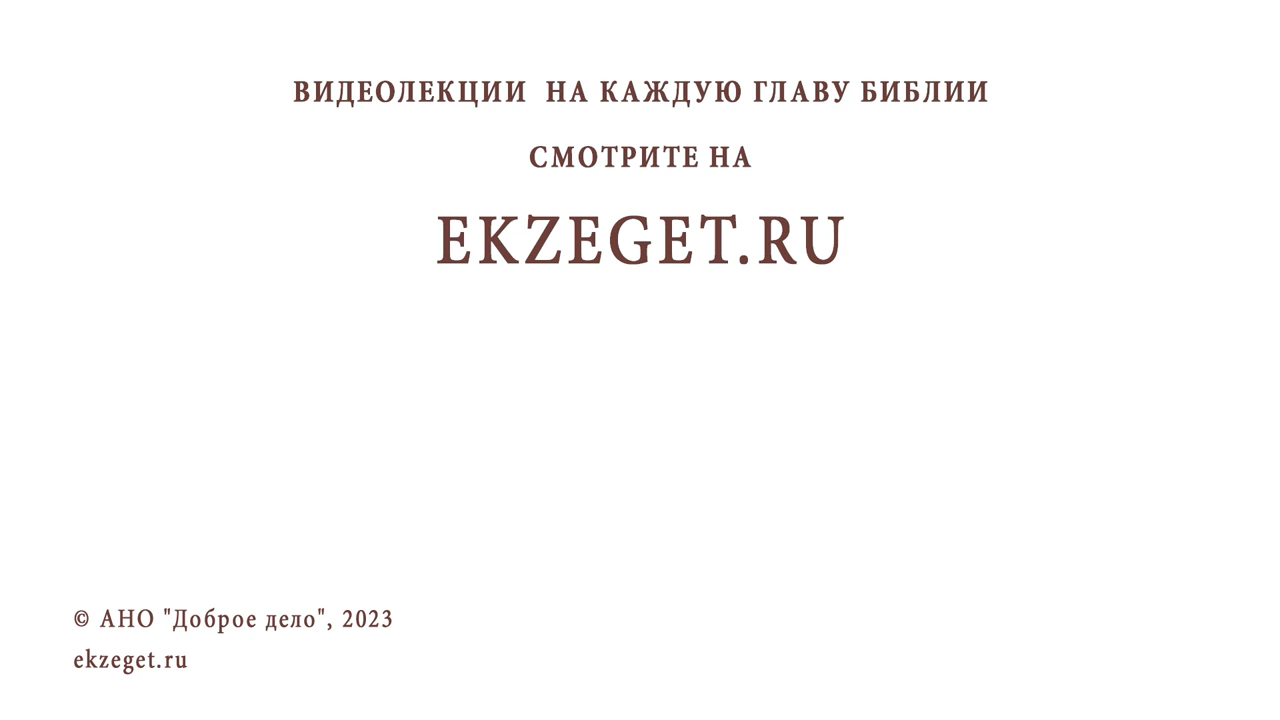 ВИДЕОЛЕКЦИИ НА КАЖДУЮ ГЛАВУ БИБЛИИ
СМОТРИТЕ НА
EKZEGET.RU
© АНО "Доброе дело", 2023
ekzeget.ru